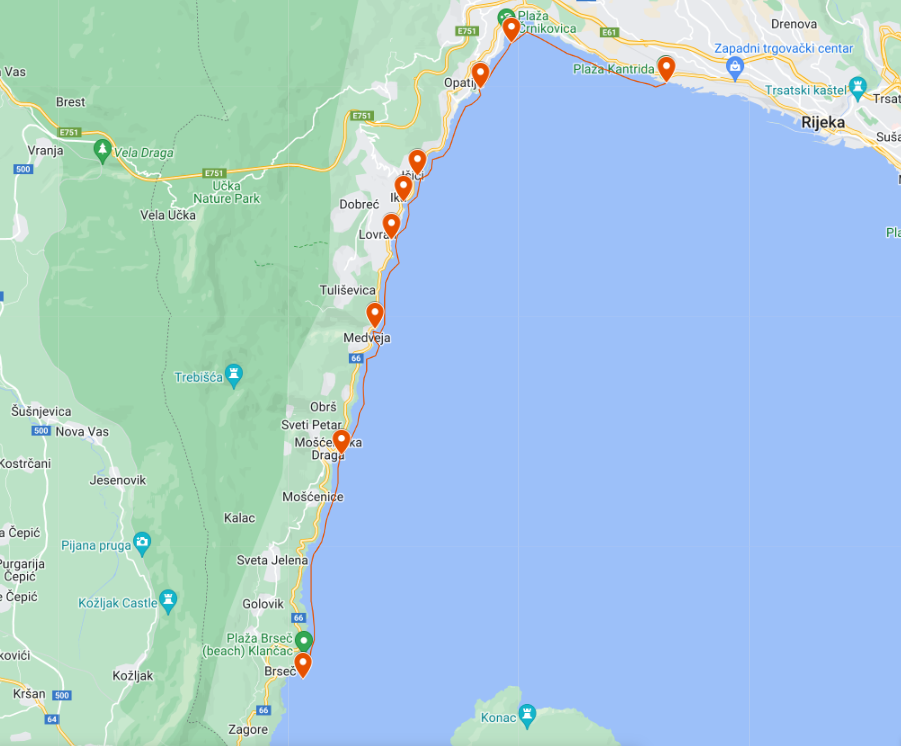 Plaža
Črnikovica
Drenova
E751
E61
Zapadni trgovački centar
Vas
Plaža Kantrida
Opatij
Trsatski kaštel
Brest
Trsat
E751
Rijeka
E751
Suša
Vranja
Vela Draga
500
E751
Ičići
Učka
Nature Park
Ika
Dobreć
Vela Učka
Lovran
Pla
Tuliševica
Medveja
66
Trebišća
Obrš
Šušnjevica
Sveti Petar
500
Nova Vas
Mošćenička
Draga
Kostrčani
Jesenovik
Mošćenice
Kalac
a Čepić
Pijana pruga
Sveta Jelena
Purgarija
Čepić
e Čepić
Kožljak Castle
Golovik
66
Plaža Brseč
(beach) Klančac
ovići
Brseč
Kožljak
Kršan
500
66
64
Konac
Zagore